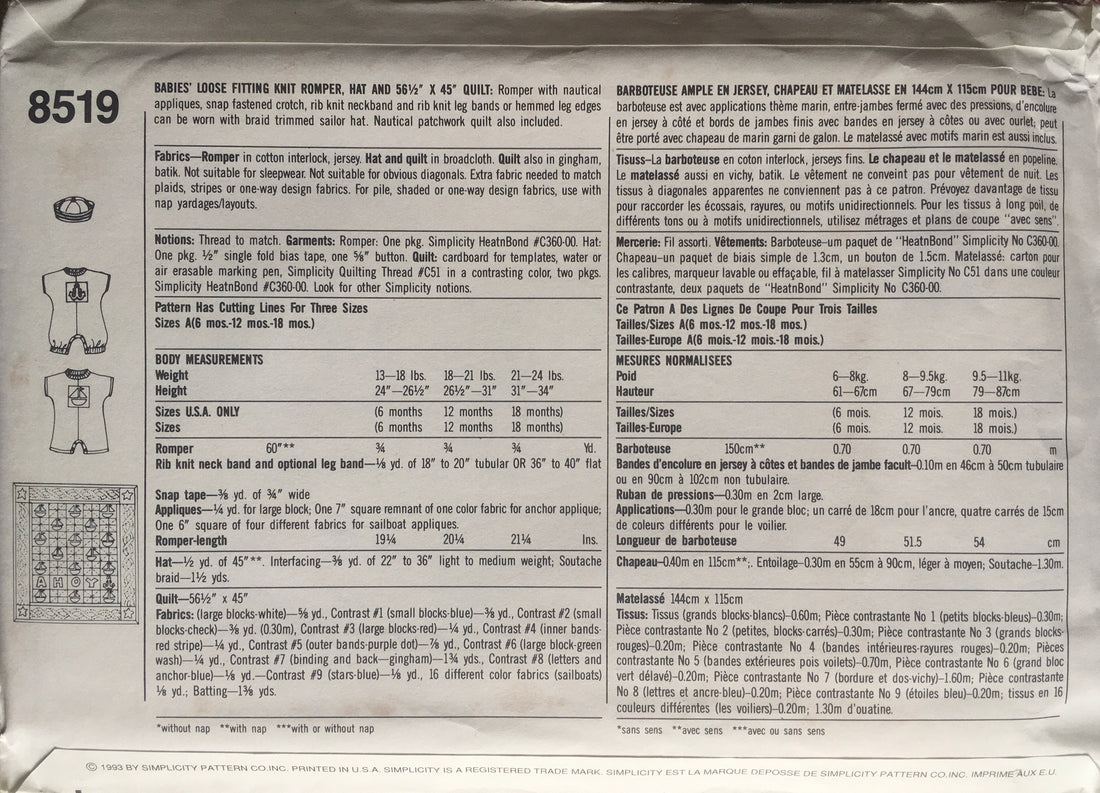 8519
BABIES' LOOSE FITTING KNIT ROMPER, HAT AND 56½" X 45" QUILT: Romper with nautical
appliques, snap fastened crotch, rib knit neckband and rib knit leg bands or hemmed leg edges
can be worn with braid trimmed sailor hat. Nautical patchwork quilt also included.
Fabrics—Romper in cotton interlock, jersey. Hat and quilt in broadcloth. Quilt also in gingham,
batik. Not suitable for sleepwear. Not suitable for obvious diagonals. Extra fabric needed to match
plaids, stripes or one-way design fabrics. For pile, shaded or one-way design fabrics, use with
nap yardages/layouts.
Notions: Thread to match. Garments: Romper: One pkg. Simplicity HeatnBond #C360-00. Hat:
One pkg. ½" single fold bias tape, one ⅝" button. Quilt: cardboard for templates, water or
air erasable marking pen, Simplicity Quilting Thread #C51 in a contrasting color, two pkgs.
Simplicity HeatnBond #C360-00. Look for other Simplicity notions.
Pattern Has Cutting Lines For Three Sizes
Sizes A(6 mos.-12 mos.-18 mos.)
BODY MEASUREMENTS
Weight 13—18 lbs. 18—21 lbs. 21—24 lbs.
Height 24"—26½" 26½"—31" 31"—34"
Sizes U.S.A. ONLY (6 months 12 months 18 months)
Sizes (6 months 12 months 18 months)
Romper 60"** ¾ ¾ ¾ Yd.
Rib knit neck band and optional leg band—⅛ yd. of 18" to 20" tubular OR 36" to 40" flat
Snap tape—⅜ yd. of ¾" wide
Appliques—¼ yd. for large block; One 7" square remnant of one color fabric for anchor applique;
One 6" square of four different fabrics for sailboat appliques.
Romper-length 19¼ 20¼ 21¼ Ins.
Hat—½ yd. of 45"**. Interfacing—⅜ yd. of 22" to 36" light to medium weight; Soutache
braid—1½ yds.
Quilt—56½" x 45"
Fabrics: (large blocks-white)—⅝ yd., Contrast #1 (small blocks-blue)—⅜ yd., Contrast #2 (small
blocks-check)—⅜ yd. (0.30m), Contrast #3 (large blocks-red)—¼ yd., Contrast #4 (inner bands-
red stripe)—¼ yd., Contrast #5 (outer bands-purple dot)—⅞ yd., Contrast #6 (large block-green
wash)—¼ yd., Contrast #7 (binding and back—gingham)—1¾ yds., Contrast #8 (letters and
anchor-blue)—⅛ yd.—Contrast #9 (stars-blue)—⅛ yd., 16 different color fabrics (sailboats)
⅛ yd.; Batting—1⅜ yds.
*without nap **with nap ***with or without nap
BARBOTEUSE AMPLE EN JERSEY, CHAPEAU ET MATELASSE EN 144cm X 115cm POUR BEBE: La
barboteuse est avec applications thème marin, entre-jambes fermé avec des pressions, d'encolure
en jersey à côté et bords de jambes finis avec bandes en jersey à côtes ou avec ourlet; peut
être porté avec chapeau de marin garni de galon. Le matelassé avec motifs marin est aussi inclus.
Tisuss–La barboteuse en coton interlock, jerseys fins. Le chapeau et le matelassé en popeline.
Le matelassé aussi en vichy, batik. Le vêtement ne convient pas pour vêtement de nuit. Les
tissus à diagonales apparentes ne conviennent pas à ce patron. Prévoyez davantage de tissu
pour raccorder les écossais, rayures, ou motifs unidirectionnels. Pour les tissus à long poil, de
différents tons ou à motifs unidirectionnels, utilisez métrages et plans de coupe "avec sens".
Mercerie: Fil assorti. Vêtements: Barboteuse–um paquet de "HeatnBond" Simplicity No C360-00.
Chapeau–un paquet de biais simple de 1.3cm, un bouton de 1.5cm. Matelassé: carton pour
les calibres, marqueur lavable ou effaçable, fil à matelasser Simplicity No C51 dans une couleur
contrastante, deux paquets de "HeatnBond" Simplicity No C360-00.
Ce Patron A Des Lignes De Coupe Pour Trois Tailles
Tailles/Sizes A(6 mos.-12 mos.-18 mos.)
Tailles-Europe A(6 mois.-12 mois.-18 mois.)
MESURES NORMALISEES
Poid 6—8kg. 8—9.5kg. 9.5—11kg.
Hauteur 61—67cm 67—79cm 79—87cm
Tailles/Sizes (6 mois. 12 mois. 18 mois.)
Tailles-Europe (6 mois. 12 mois. 18 mois.)
Barboteuse 150cm** 0.70 0.70 0.70 m
Bandes d'encolure en jersey à côtes et bandes de jambe facult–0.10m en 46cm à 50cm tubulaire
ou en 90cm à 102cm non tubulaire.
Ruban de pressions–0.30m en 2cm large.
Applications–0.30m pour le grande bloc; un carré de 18cm pour l'ancre, quatre carrés de 15cm
de coleurs différents pour le voilier.
Longueur de barboteuse 49 51.5 54 cm
Chapeau–0.40m en 115cm**;. Entoilage–0.30m en 55cm à 90cm, léger à moyen; Soutache–1.30m.
Matelassé 144cm x 115cm
Tissus: Tissus (grands blocks-blancs)–0.60m; Pièce contrastante No 1 (petits blocks-bleus)–0.30m;
Pièce contrastante No 2 (petites, blocks-carrés)–0.30m; Pièce contrastante No 3 (grands blocks-
rouges)–0.20m; Pièce contrastante No 4 (bandes intérieures-rayures rouges)–0.20m; Pièces
contrastante No 5 (bandes extérieures pois voilets)–0.70m, Pièce contrastante No 6 (grand bloc
vert délavé)–0.20m; Pièce contrastante No 7 (bordure et dos-vichy)–1.60m; Pièce contrastante
No 8 (lettres et ancre-bleu)–0.20m; Pièce contrastante No 9 (étoiles bleu)–0.20m; tissus en 16
couleurs différentes (les voiliers)–0.20m; 1.30m d'ouatine.
*sans sens **avec sens ***avec ou sans sens
AHOY
© 1993 BY SIMPLICITY PATTERN CO.INC. PRINTED IN U.S.A. SIMPLICITY IS A REGISTERED TRADE MARK. SIMPLICITY EST LA MARQUE DEPOSSE DE SIMPLICITY PATTERN CO.INC. IMPRIME AUX E.U.